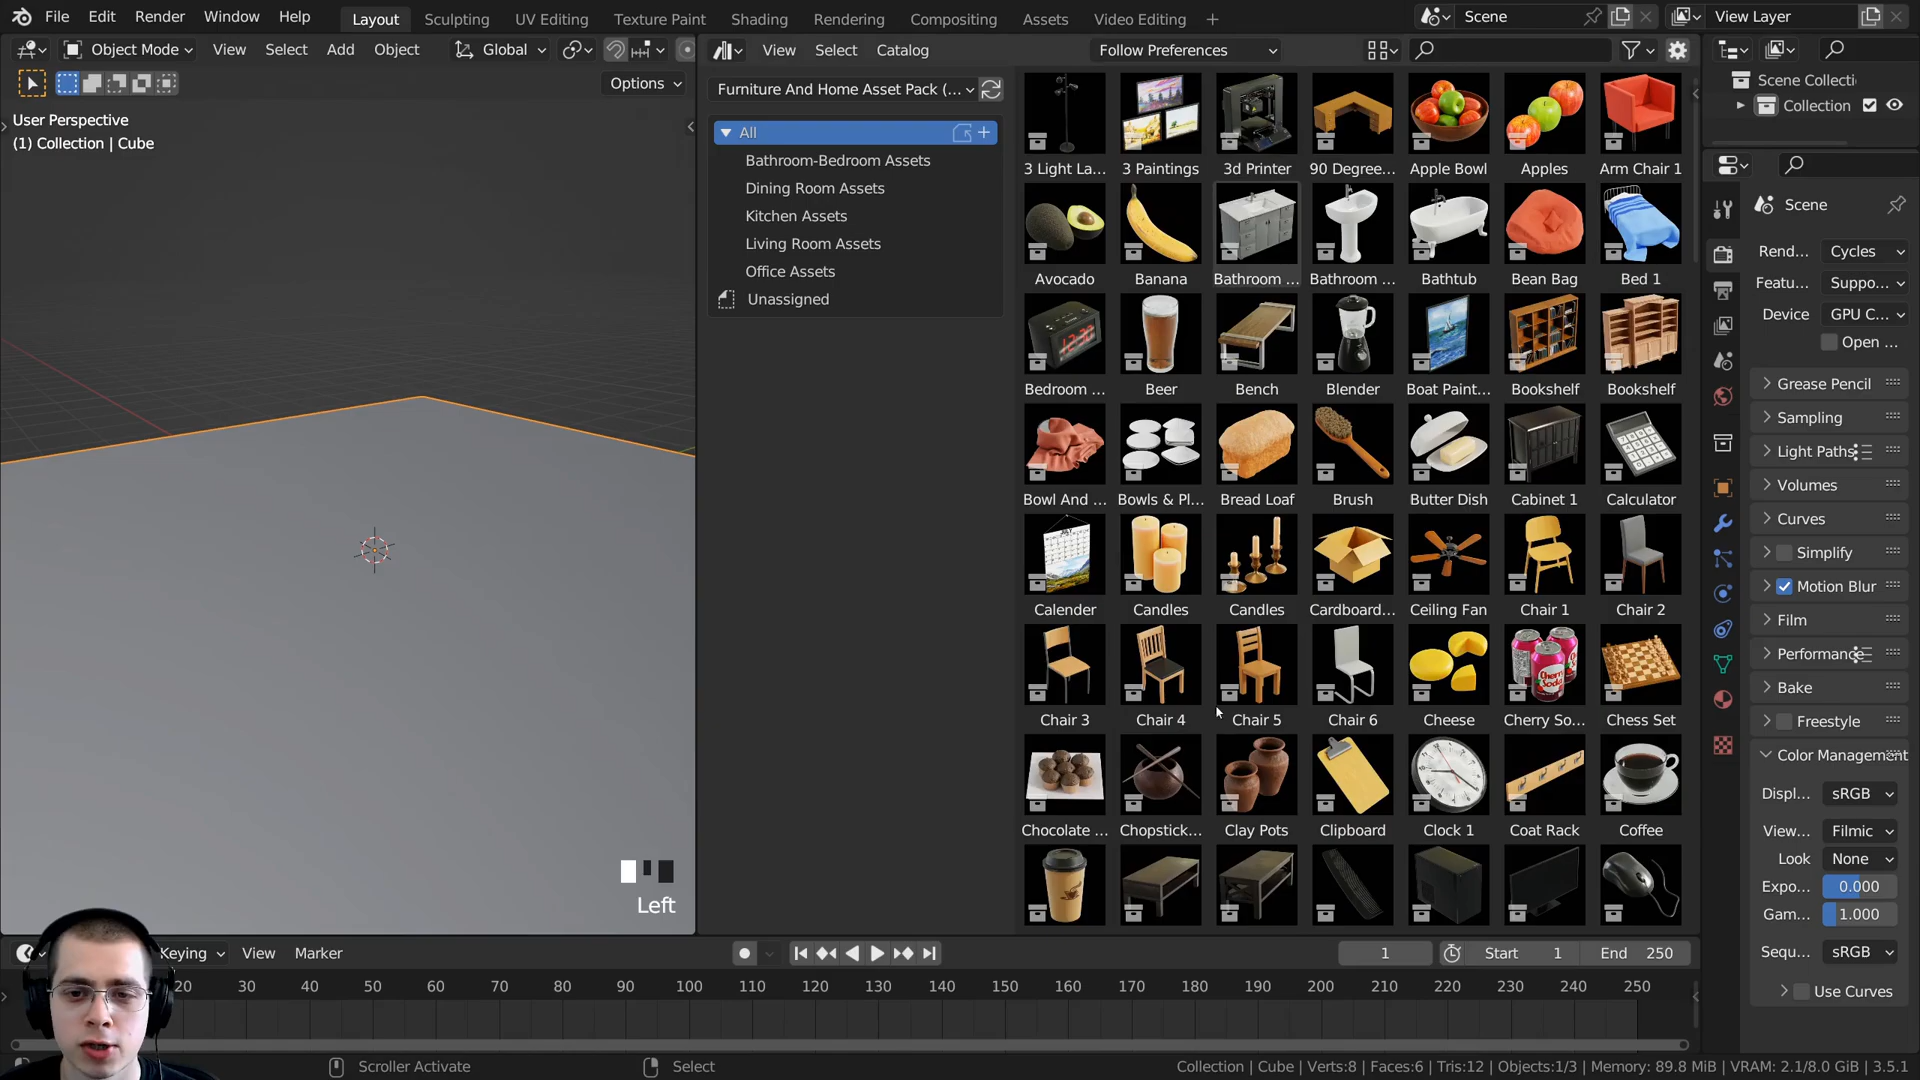 File Edit Render Window Help Layout Sculpting UV Editing Texture Paint Shading Rendering Compositing Assets Video Editing + Scene View Layer
Object Mode View Select Add Object Global View Select Catalog Follow Preferences
Options
Furniture And Home Asset Pack (...
User Perspective
(1) Collection | Cube
All
Bathroom-Bedroom Assets
Dining Room Assets
Kitchen Assets
Living Room Assets
Office Assets
Unassigned
3 Light La... 3 Paintings 3d Printer 90 Degree... Apple Bowl Apples Arm Chair 1
Avocado Banana Bathroom ... Bathroom ... Bathtub Bean Bag Bed 1
Bedroom ... Beer Bench Blender Boat Paint... Bookshelf Bookshelf
Bowl And ... Bowls & Pl... Bread Loaf Brush Butter Dish Cabinet 1 Calculator
Calender Candles Candles Cardboard... Ceiling Fan Chair 1 Chair 2
Chair 3 Chair 4 Chair 5 Chair 6 Cheese Cherry So... Chess Set
Chocolate ... Chopstick... Clay Pots Clipboard Clock 1 Coat Rack Coffee
Scene Collecti
Collection
Scene
Rend... Cycles
Featu... Suppo...
Device GPU C...
Open ...
Grease Pencil
Sampling
Light Paths
Volumes
Curves
Simplify
Motion Blur
Film
Performance
Bake
Freestyle
Color Management
Displ... sRGB
View... Filmic
Look None
Expo... 0.000
Gam... 1.000
Sequ... sRGB
Use Curves
Left
Keying View Marker 1 Start 1 End 250
20 30 40 50 60 70 80 90 100 110 120 130 140 150 160 170 180 190 200 210 220 230 240 250
Scroller Activate Select Collection | Cube | Verts:8 | Faces:6 | Tris:12 | Objects:1/3 | Memory: 89.8 MiB | VRAM: 2.1/8.0 GiB | 3.5.1